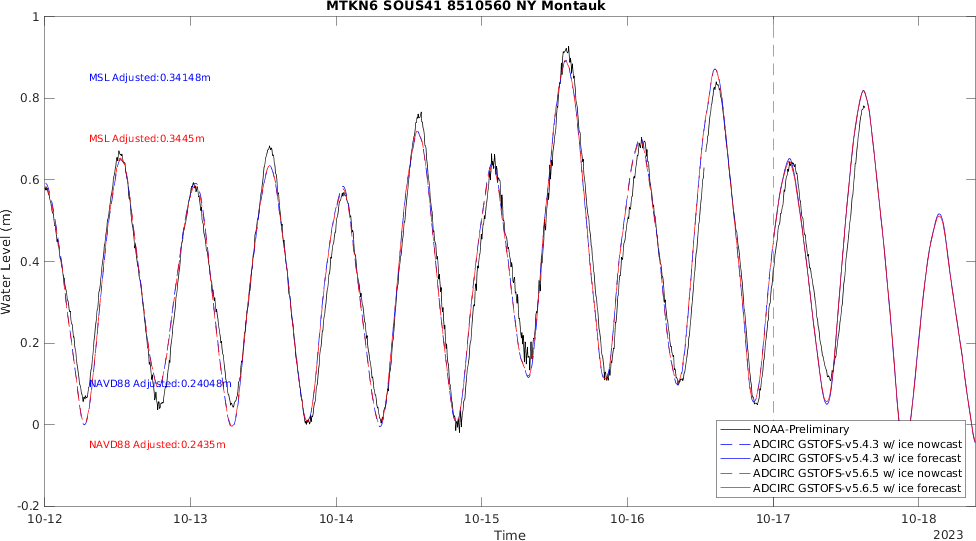 MTKN6 SOUS41 8510560 NY Montauk
1
MSL Adjusted:0.34148m
0.8
MSL Adjusted:0.3445m
0.6
Water Level (m)
0.4
0.2
NAVD88 Adjusted:0.24048m
0
NAVD88 Adjusted:0.2435m
NOAA-Preliminary
ADCIRC GSTOFS-v5.4.3 w/ ice nowcast
ADCIRC GSTOFS-v5.4.3 w/ ice forecast
ADCIRC GSTOFS-v5.6.5 w/ ice nowcast
ADCIRC GSTOFS-v5.6.5 w/ ice forecast
-0.2
10-12 10-13 10-14 10-15 10-16 10-17 10-18
Time
2023